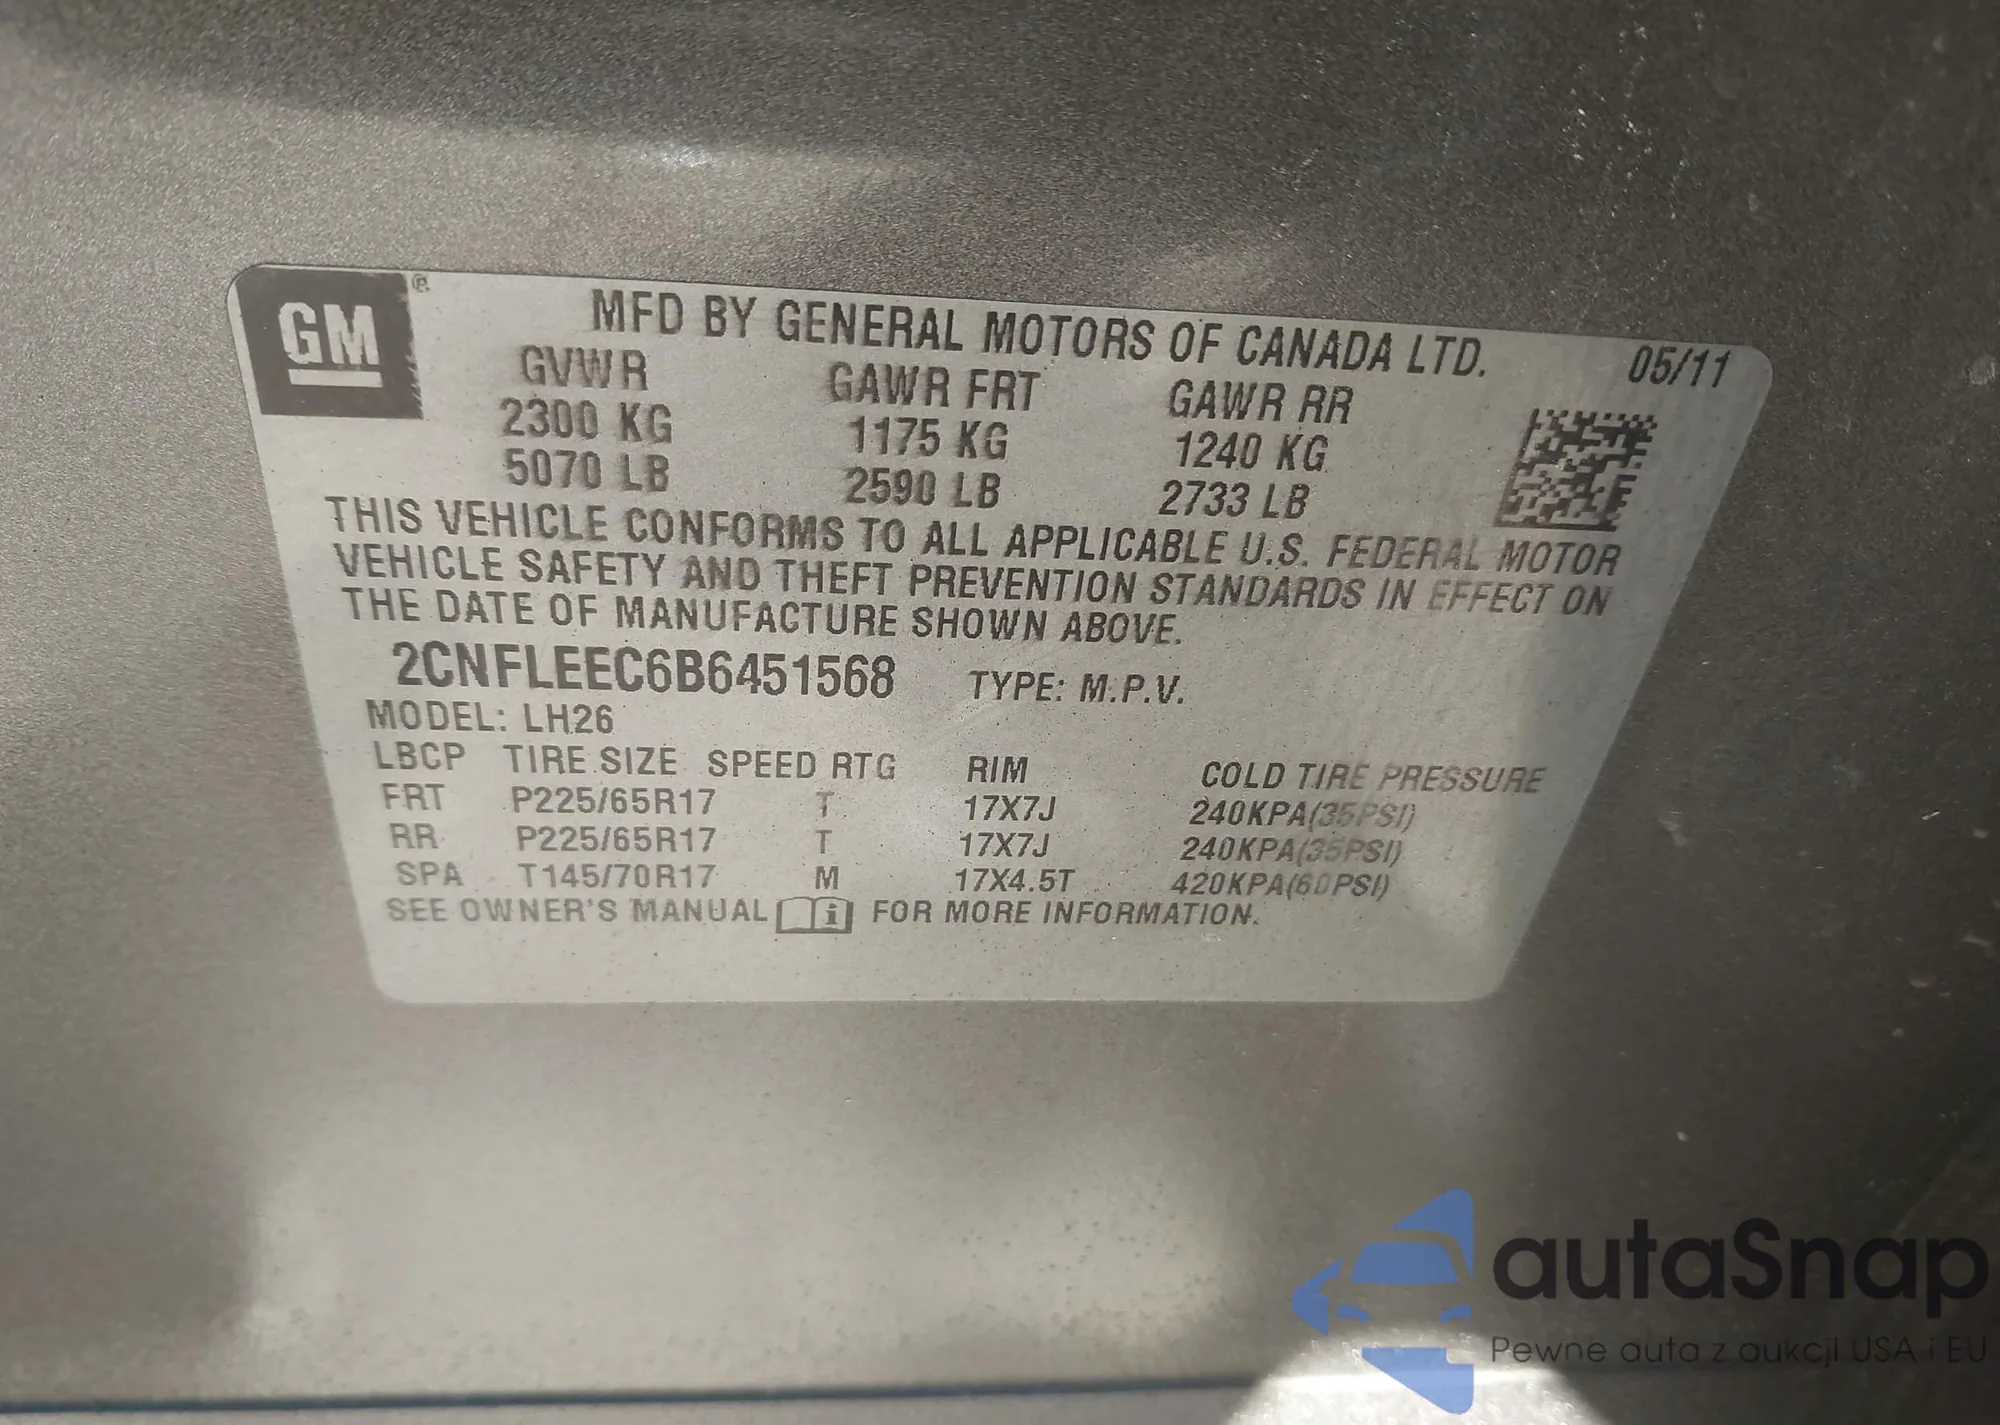 GM®
MFD BY GENERAL MOTORS OF CANADA LTD. 05/11
GVWR GAWR FRT GAWR RR
2300 KG 1175 KG 1240 KG
5070 LB 2590 LB 2733 LB
THIS VEHICLE CONFORMS TO ALL APPLICABLE U.S. FEDERAL MOTOR
VEHICLE SAFETY AND THEFT PREVENTION STANDARDS IN EFFECT ON
THE DATE OF MANUFACTURE SHOWN ABOVE.
2CNFLEEC6B6451568 TYPE: M.P.V.
MODEL: LH26
LBCP TIRE SIZE SPEED RTG RIM COLD TIRE PRESSURE
FRT P225/65R17 T 17X7J 240KPA(35PSI)
RR P225/65R17 T 17X7J 240KPA(35PSI)
SPA T145/70R17 M 17X4.5T 420KPA(60PSI)
SEE OWNER'S MANUAL i FOR MORE INFORMATION.
autaSnap
Pewne auta z aukcji USA i EU